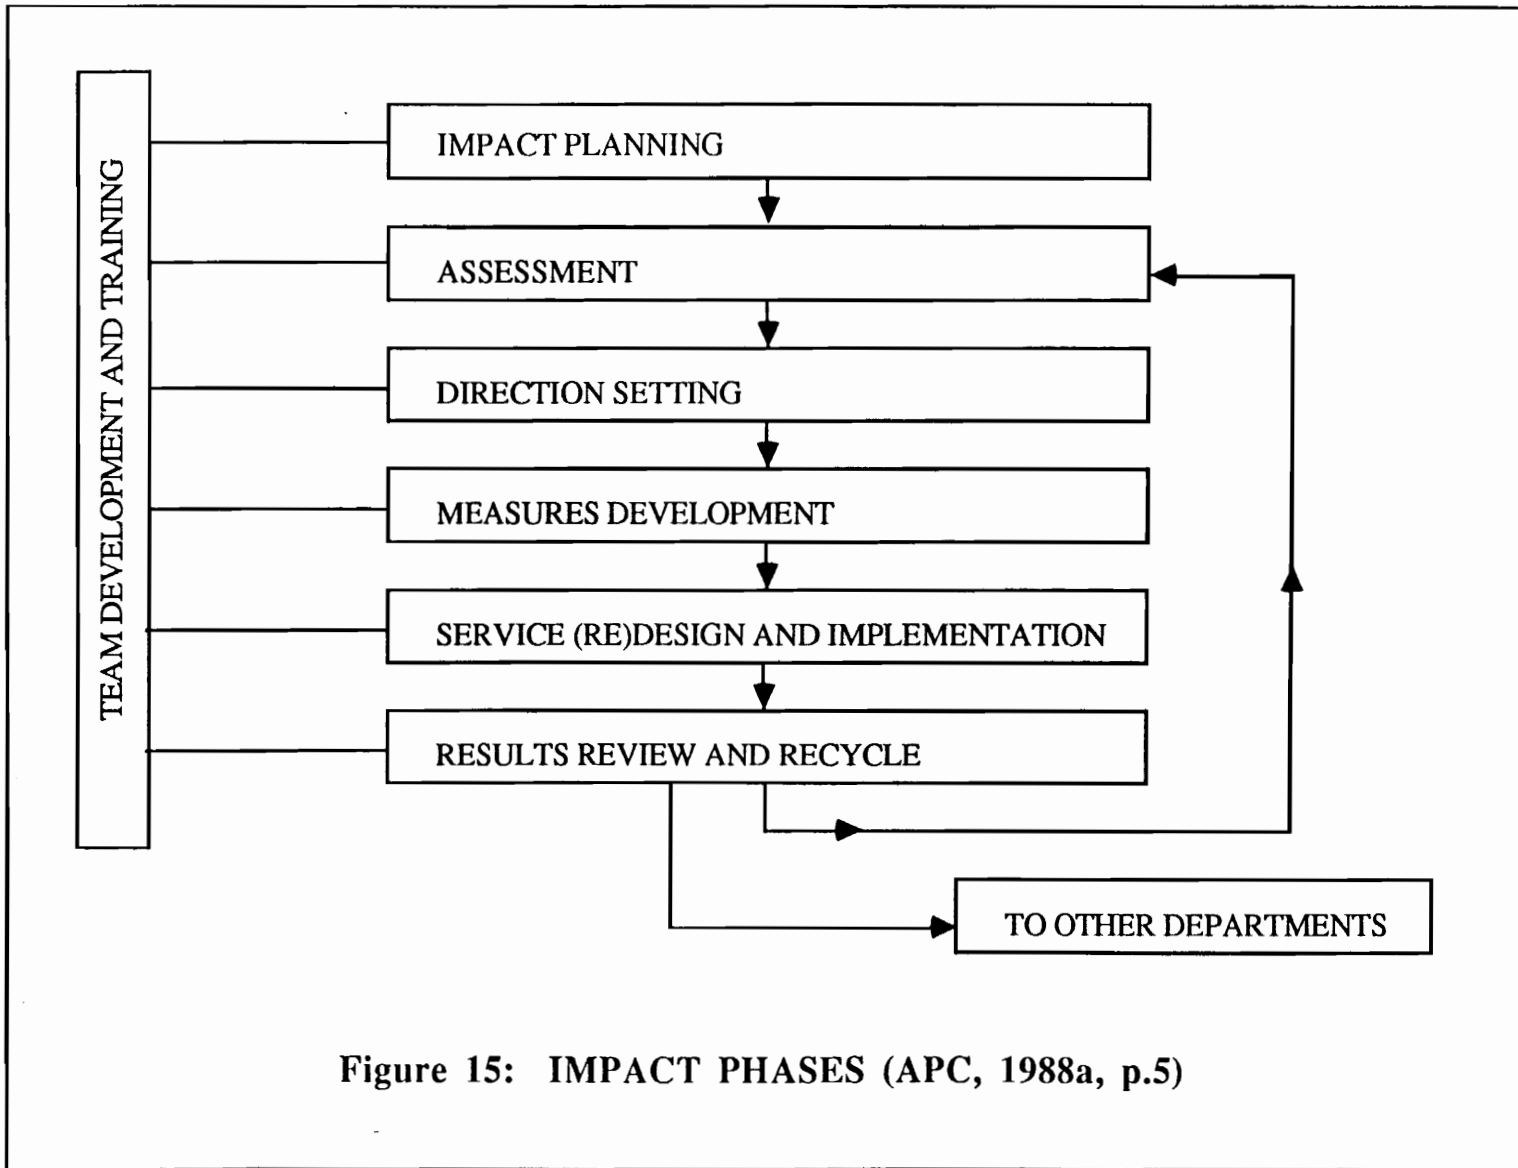 TEAM DEVELOPMENT AND TRAINING
IMPACT PLANNING
ASSESSMENT
DIRECTION SETTING
MEASURES DEVELOPMENT
SERVICE (RE)DESIGN AND IMPLEMENTATION
RESULTS REVIEW AND RECYCLE
TO OTHER DEPARTMENTS
Figure 15: IMPACT PHASES (APC, 1988a, p.5)